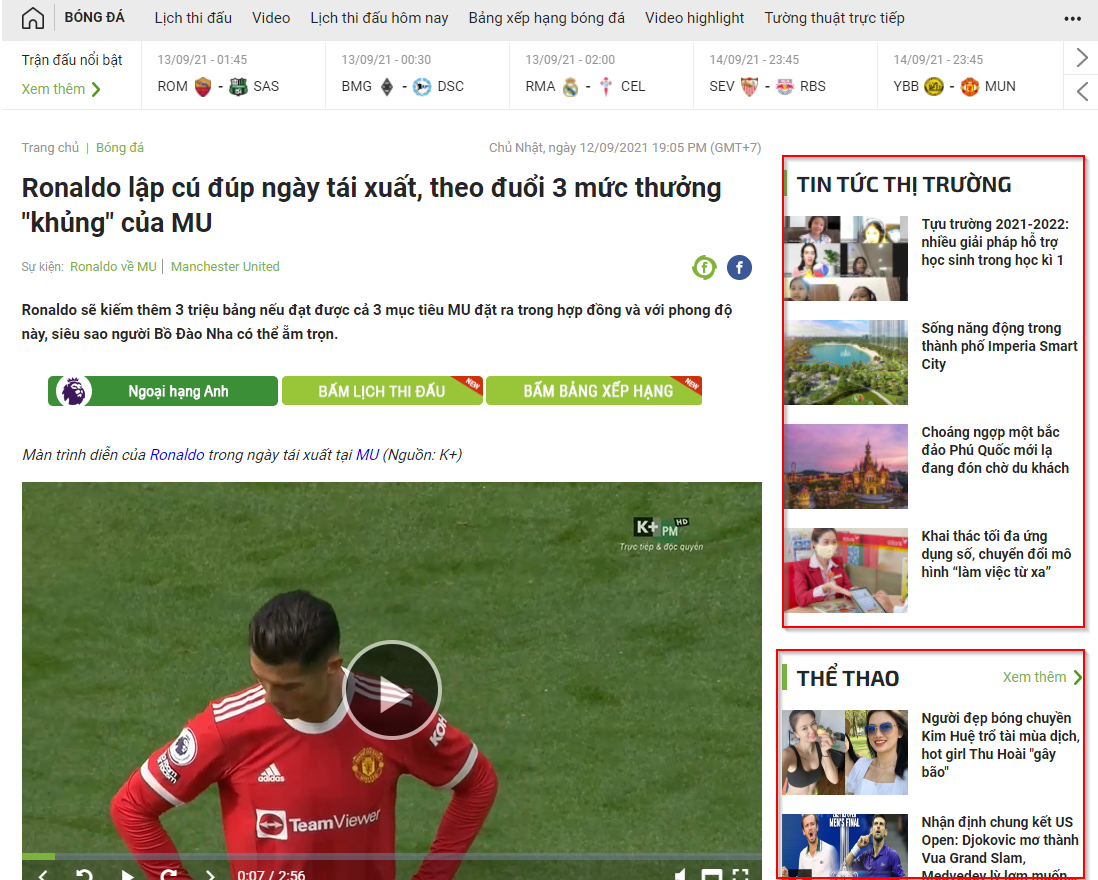 BÓNG ĐÁ Lịch thi đấu Video Lịch thi đấu hôm nay Bảng xếp hạng bóng đá Video highlight Tường thuật trực tiếp
Trận đấu nổi bật
Xem thêm
13/09/21 - 01:45
ROM - SAS
13/09/21 - 00:30
BMG - DSC
13/09/21 - 02:00
RMA - CEL
14/09/21 - 23:45
SEV - RBS
14/09/21 - 23:45
YBB - MUN
Trang chủ | Bóng đá
Chủ Nhật, ngày 12/09/2021 19:05 PM (GMT+7)
Ronaldo lập cú đúp ngày tái xuất, theo đuổi 3 mức thưởng
"khủng" của MU
Sự kiện: Ronaldo về MU | Manchester United
Ronaldo sẽ kiếm thêm 3 triệu bảng nếu đạt được cả 3 mục tiêu MU đặt ra trong hợp đồng và với phong độ
này, siêu sao người Bồ Đào Nha có thể ẵm trọn.
Ngoại hạng Anh
BẤM LỊCH THI ĐẤU NEW
BẤM BẢNG XẾP HẠNG NEW
Màn trình diễn của Ronaldo trong ngày tái xuất tại MU (Nguồn: K+)
K+ PM HD
Trực tiếp & độc quyền
KOH
adidas
TeamViewer
0:07 / 2:56
TIN TỨC THỊ TRƯỜNG
Tựu trường 2021-2022:
nhiều giải pháp hỗ trợ
học sinh trong học kì 1
Sống năng động trong
thành phố Imperia Smart
City
Choáng ngợp một bắc
đảo Phú Quốc mới lạ
đang đón chờ du khách
Khai thác tối đa ứng
dụng số, chuyển đổi mô
hình “làm việc từ xa”
THỂ THAO
Xem thêm
Người đẹp bóng chuyền
Kim Huệ trổ tài mùa dịch,
hot girl Thu Hoài "gây
bão"
MEN'S FINAL
Nhận định chung kết US
Open: Djokovic mơ thành
Vua Grand Slam,
Medvedev lỳ lợm muốn...